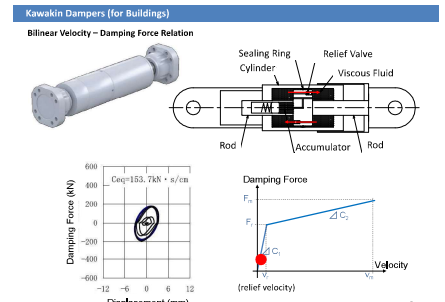 Kawakin Dampers (for Buildings)
Bilinear Velocity – Damping Force Relation
Sealing Ring
Relief Valve
Cylinder
Viscous Fluid
Rod
Accumulator
Rod
Damping Force (kN)
600
400
200
0
−200
−400
−600
Ceq=153.7kN・s/cm
−12 −6 0 6 12
Displacement (mm)
Damping Force
Fm
Fr
C2
C1
Velocity
Vr
Vm
(relief velocity)